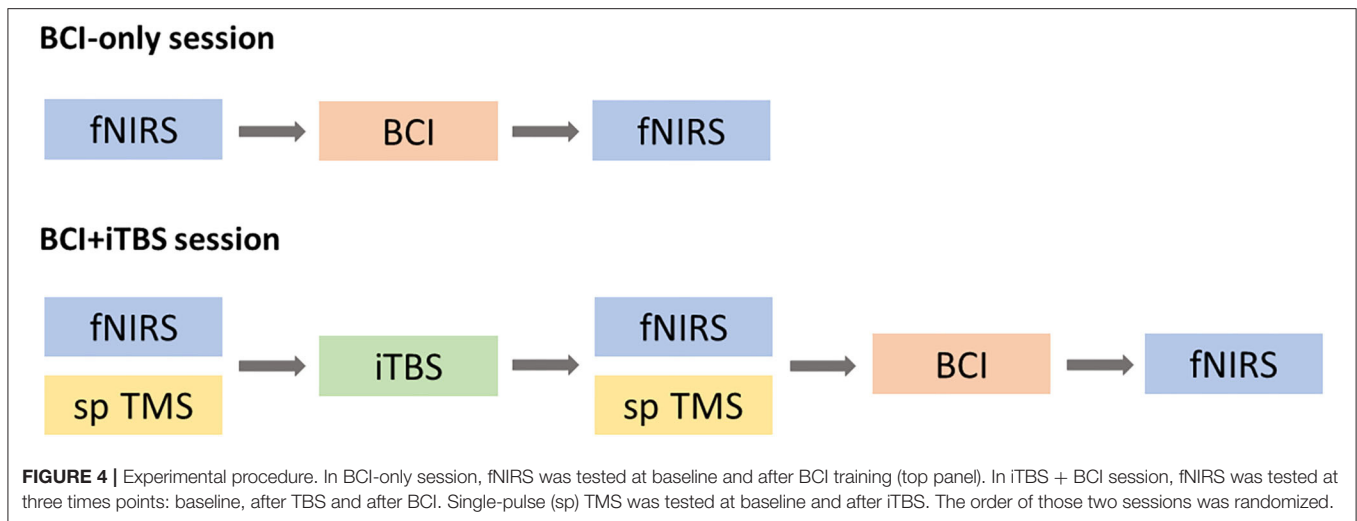 BCI-only session
fNIRS BCI fNIRS
BCI+iTBS session
fNIRS fNIRS
iTBS BCI fNIRS
sp TMS sp TMS
FIGURE 4 | Experimental procedure. In BCI-only session, fNIRS was tested at baseline and after BCI training (top panel). In iTBS + BCI session, fNIRS was tested at
three times points: baseline, after TBS and after BCI. Single-pulse (sp) TMS was tested at baseline and after iTBS. The order of those two sessions was randomized.